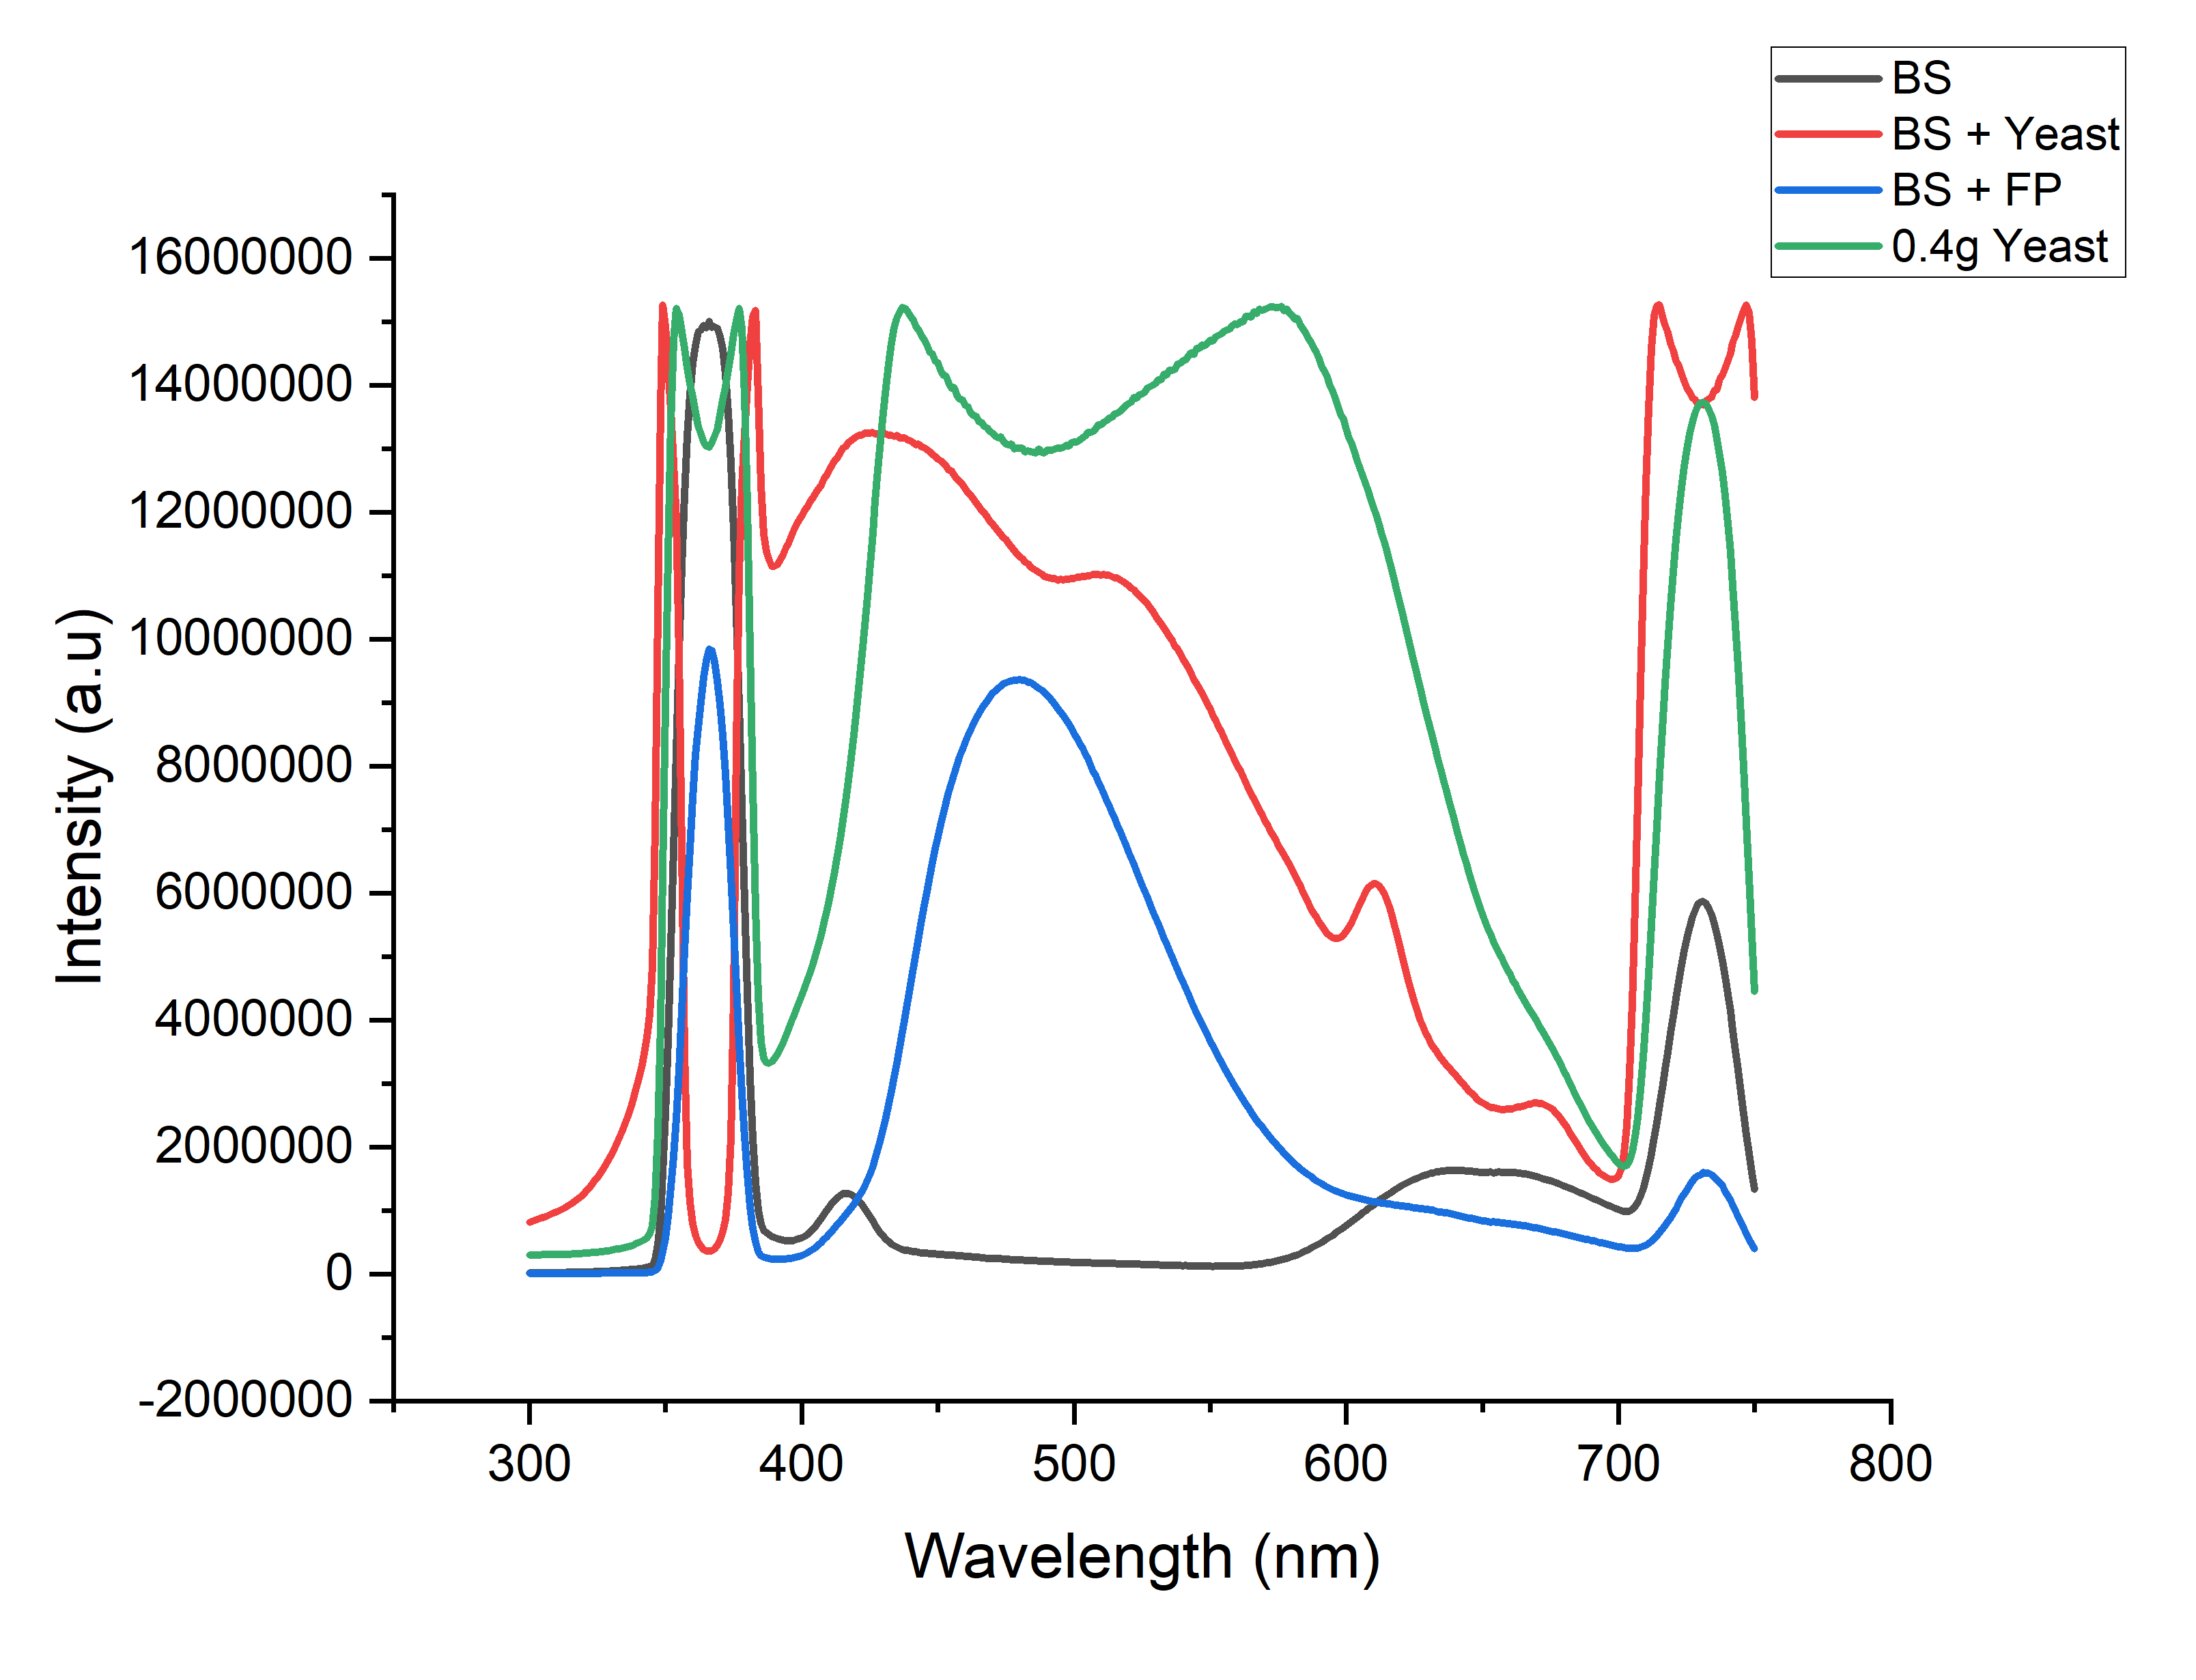 BS
BS + Yeast
BS + FP
0.4g Yeast
16000000
14000000
12000000
10000000
8000000
6000000
4000000
2000000
0
-2000000
Intensity (a.u)
300 400 500 600 700 800
Wavelength (nm)